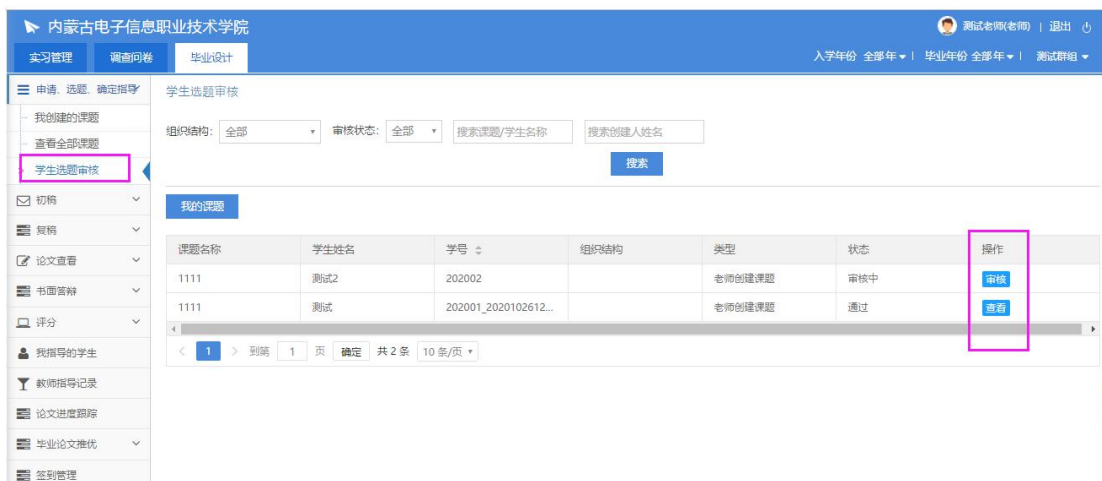 内蒙古电子信息职业技术学院
测试老师(老师) | 退出
实习管理 调查问卷 毕业设计
入学年份 全部年 | 毕业年份 全部年 | 测试群组
申请、选题、确定指导
学生选题审核
我创建的课题
查看全部课题
学生选题审核
组织结构: 全部 审核状态: 全部 搜索课题/学生名称 搜索创建人姓名
搜索
初稿
复稿
论文查看
书面答辩
评分
我指导的学生
教师指导记录
论文进度跟踪
毕业论文推优
签到管理
我的课题
课题名称 学生姓名 学号 组织结构 类型 状态 操作
1111 测试2 202002 老师创建课题 审核中 审核
1111 测试 202001_2020102612... 老师创建课题 通过 查看
< 1 > 到第 1 页 确定 共 2 条 10 条/页